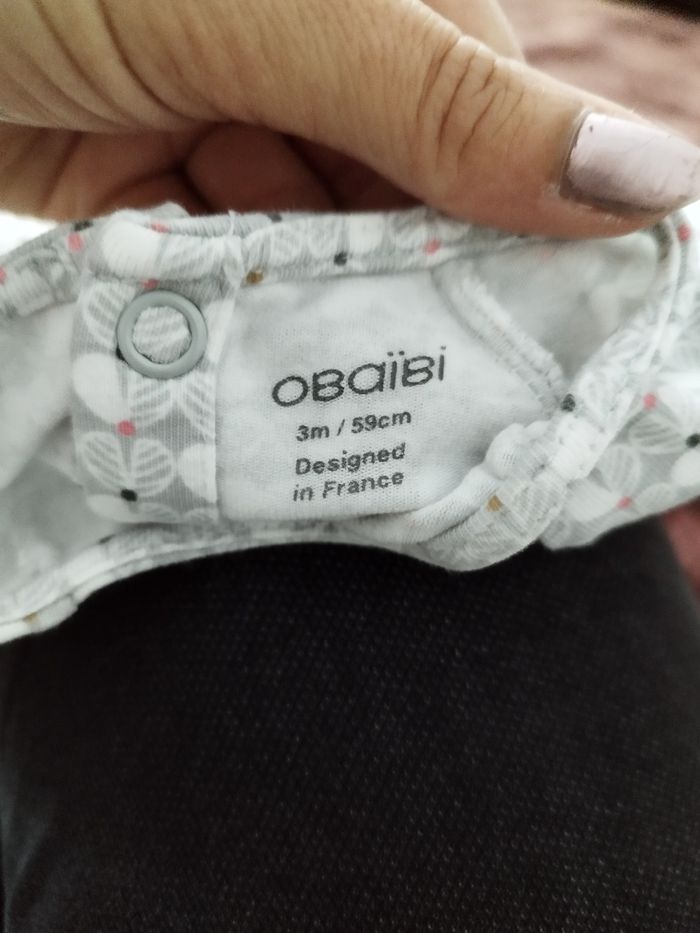 OBaïBi
3m / 59cm
Designed
in France